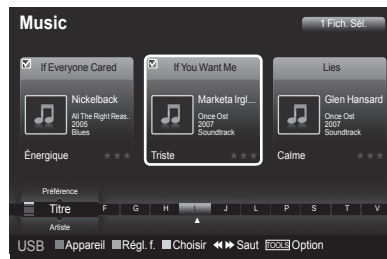 Music
1 Fich. Sél.
If Everyone Cared
If You Want Me
Lies
Nickelback
All The Right Reas..
2005
Blues
Énergique
Marketa Irgl...
Once Ost
2007
Soundtrack
Triste
Glen Hansard
Once Ost
2007
Soundtrack
Calme
Préférence
Titre F G H I J L P S T V
Artiste
USB Appareil Régl. f. Choisir Saut TOOLS Option